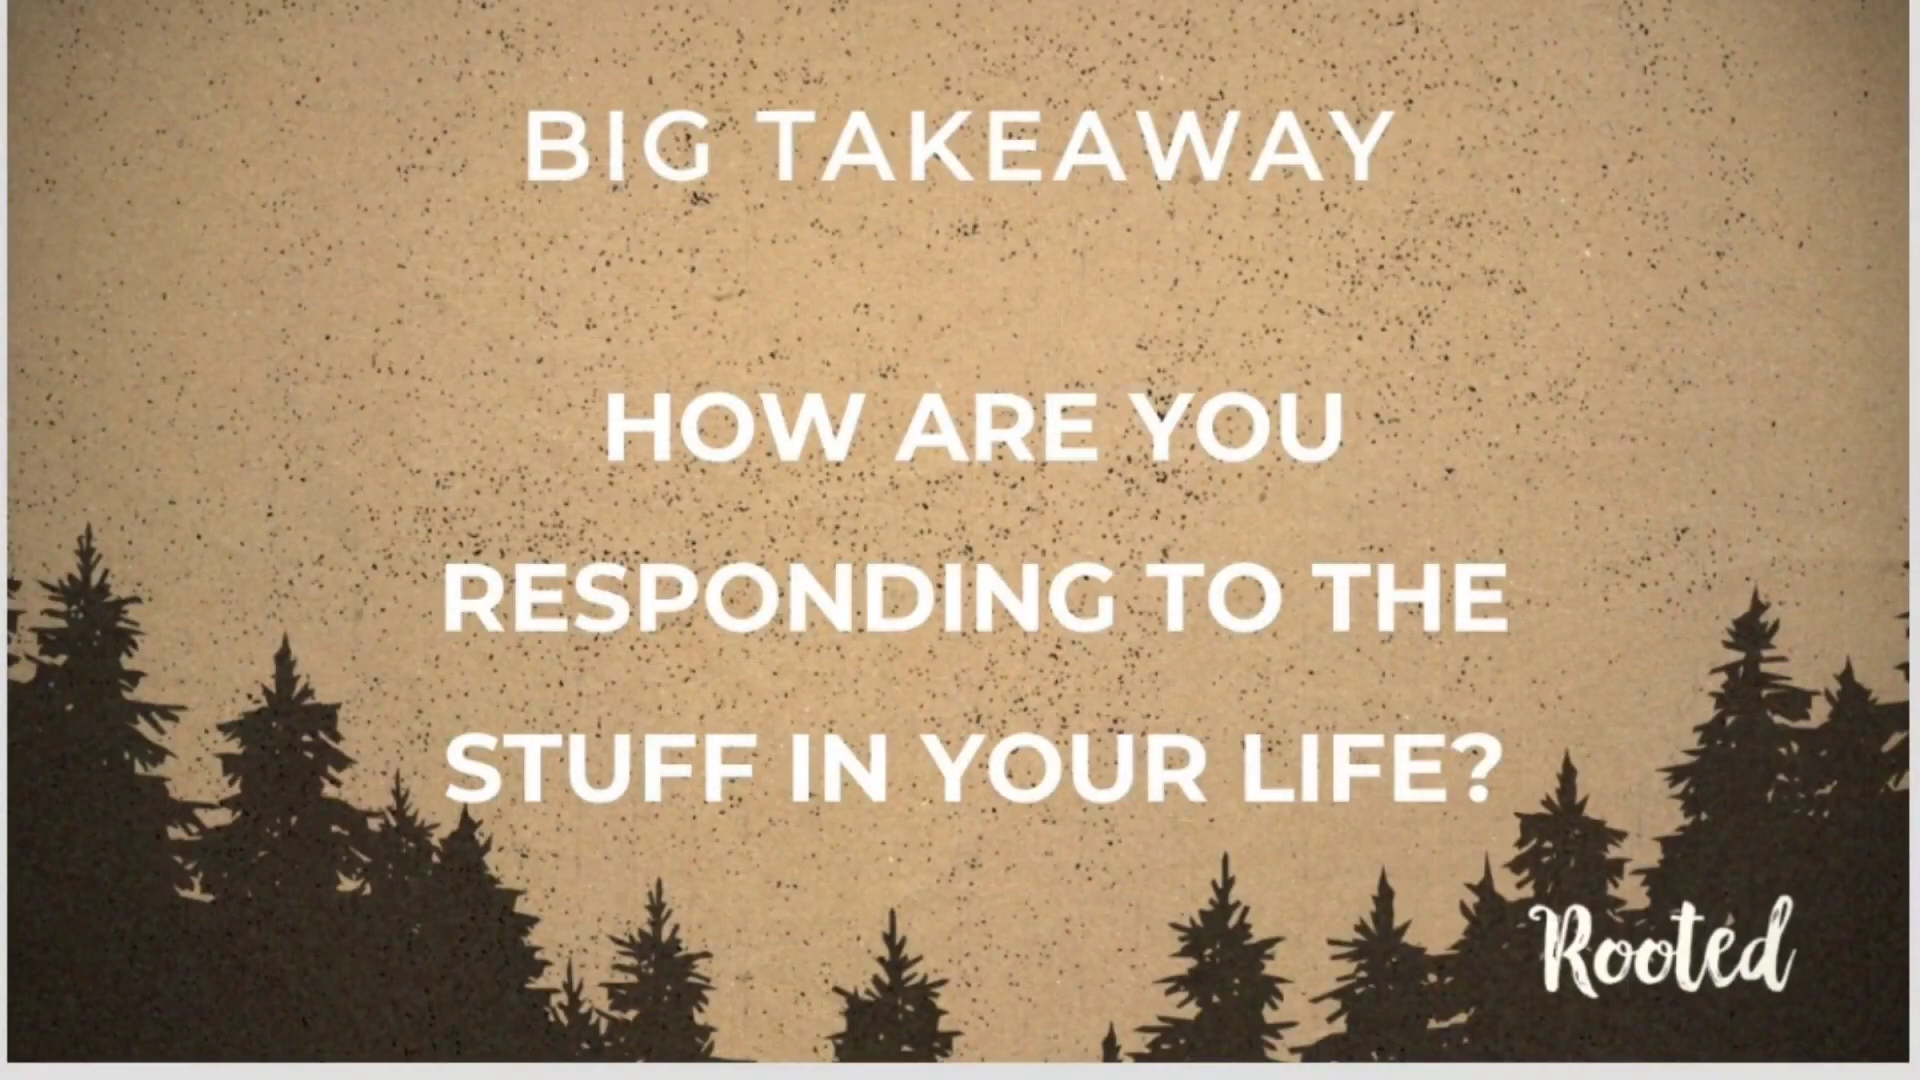 BIG TAKEAWAY
HOW ARE YOU
RESPONDING TO THE
STUFF IN YOUR LIFE?
Rooted